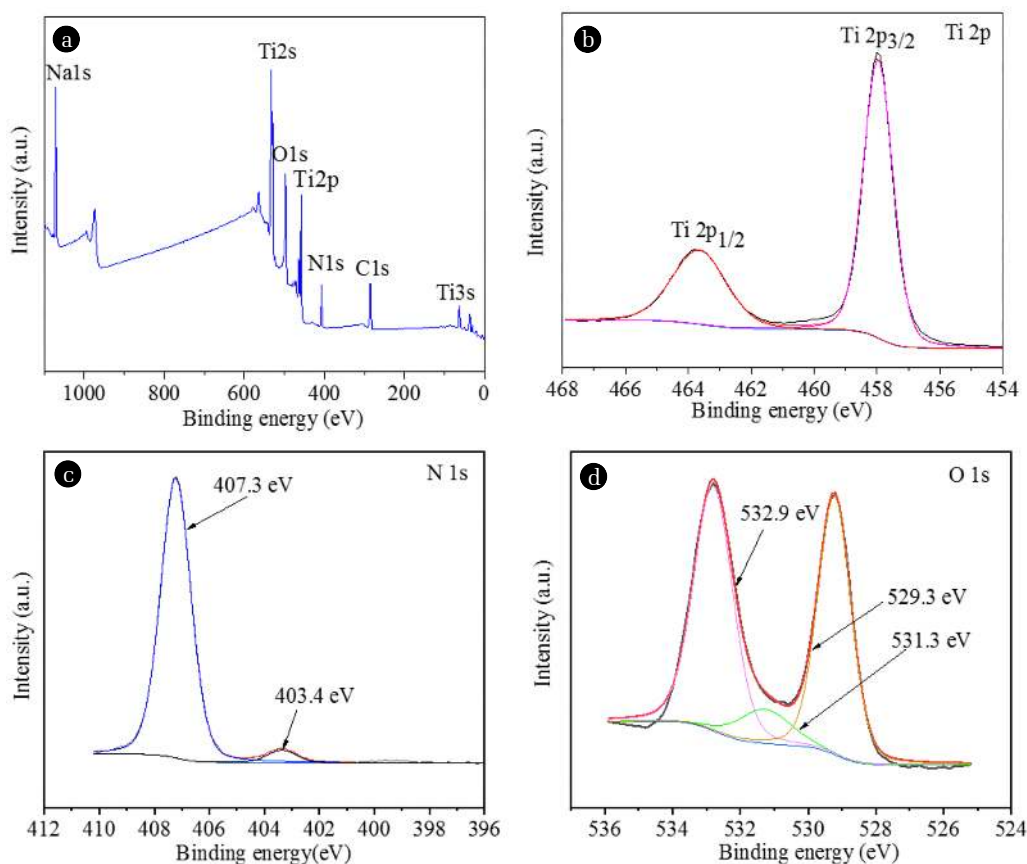 a
Na1s
Ti2s
O1s
Ti2p
N1s
C1s
Ti3s
Intensity (a.u.)
1000 800 600 400 200 0
Binding energy (eV)
b
Ti 2p3/2
Ti 2p
Ti 2p1/2
Intensity (a.u.)
468 466 464 462 460 458 456 454
Binding energy (eV)
c
N 1s
407.3 eV
403.4 eV
Intensity (a.u.)
412 410 408 406 404 402 400 398 396
Binding energy(eV)
d
O 1s
532.9 eV
529.3 eV
531.3 eV
Intensity (a.u.)
536 534 532 530 528 526 524
Binding energy (eV)